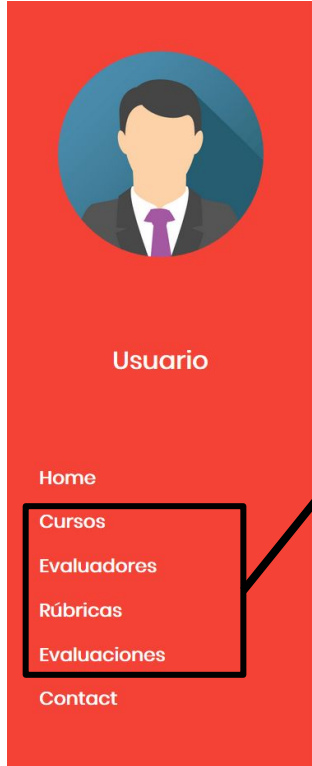 Usuario
Home
Cursos
Evaluadores
Rúbricas
Evaluaciones
Contact